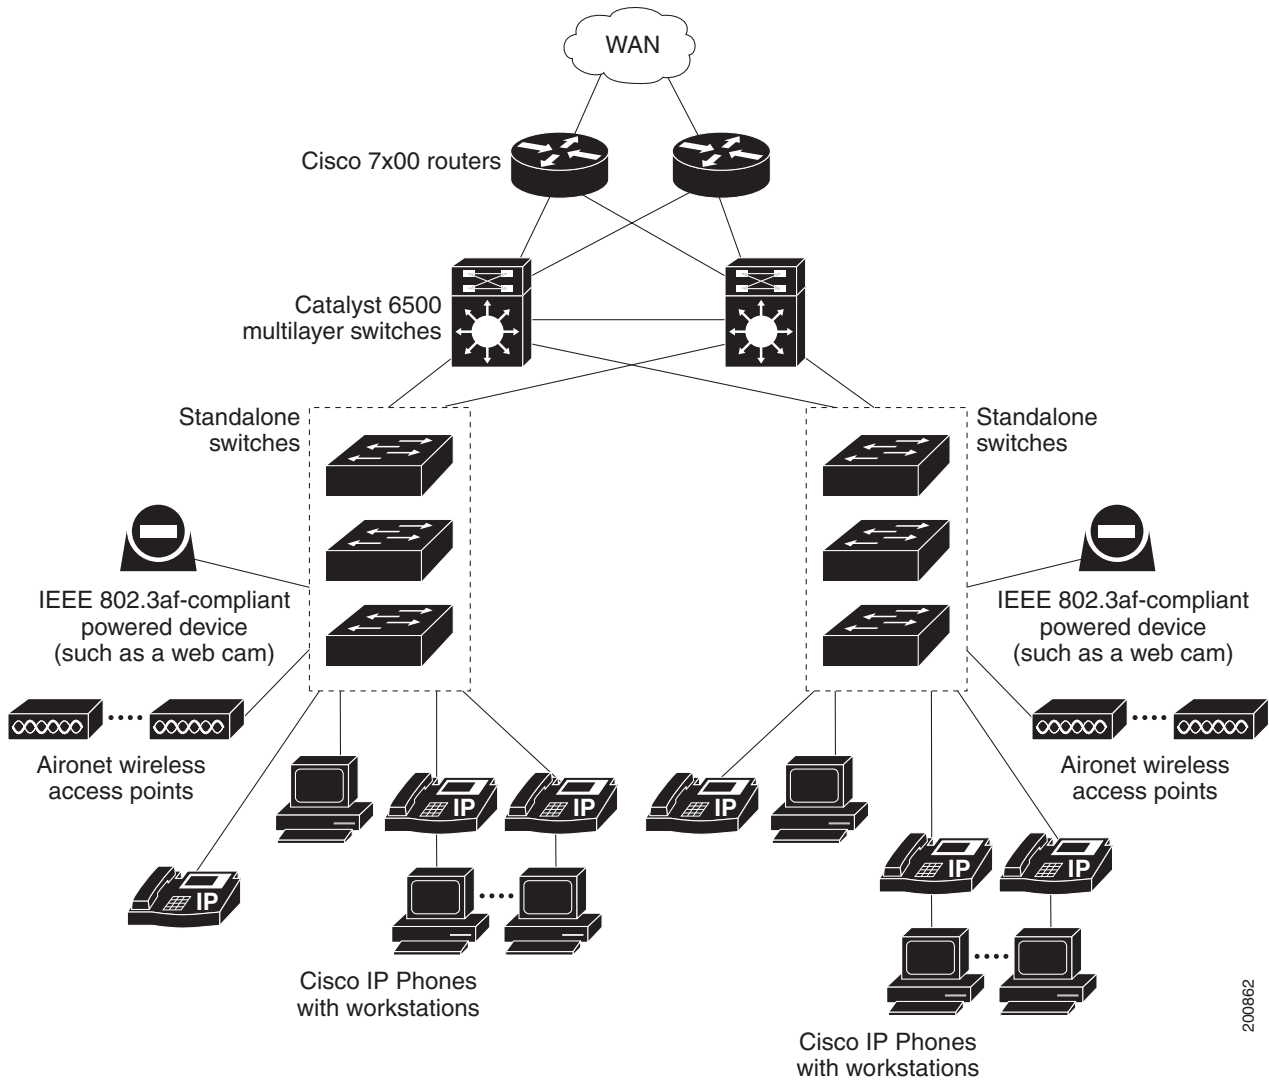 WAN
Cisco 7x00 routers
Catalyst 6500
multilayer switches
Standalone
switches
Standalone
switches
IEEE 802.3af-compliant
powered device
(such as a web cam)
IEEE 802.3af-compliant
powered device
(such as a web cam)
Aironet wireless
access points
Aironet wireless
access points
IP
IP
IP
IP
IP
IP
Cisco IP Phones
with workstations
Cisco IP Phones
with workstations
200862